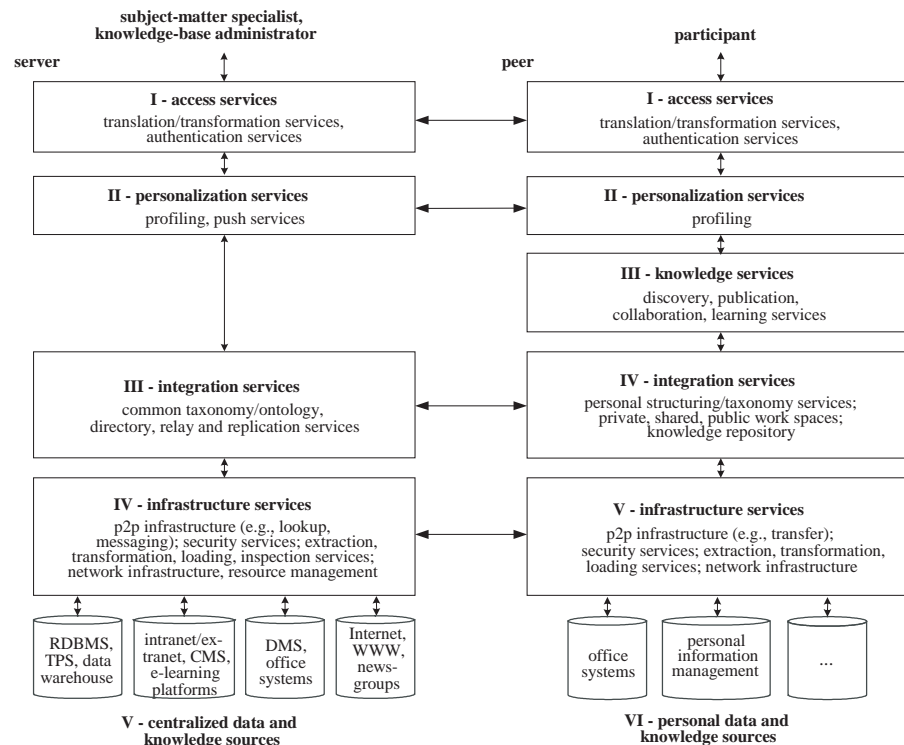 subject-matter specialist,
knowledge-base administrator
server
I - access services
translation/transformation services,
authentication services
II - personalization services
profiling, push services
III - integration services
common taxonomy/ontology,
directory, relay and replication services
IV - infrastructure services
p2p infrastructure (e.g., lookup,
messaging); security services; extraction,
transformation, loading, inspection services;
network infrastructure, resource management
RDBMS,
TPS, data
warehouse
intranet/ex-
tranet, CMS,
e-learning
platforms
DMS,
office
systems
Internet,
WWW,
news-
groups
V - centralized data and
knowledge sources
participant
peer
I - access services
translation/transformation services,
authentication services
II - personalization services
profiling
III - knowledge services
discovery, publication,
collaboration, learning services
IV - integration services
personal structuring/taxonomy services;
private, shared, public work spaces;
knowledge repository
V - infrastructure services
p2p infrastructure (e.g., transfer);
security services; extraction, transformation,
loading services; network infrastructure
office
systems
personal
information
management
...
VI - personal data and
knowledge sources